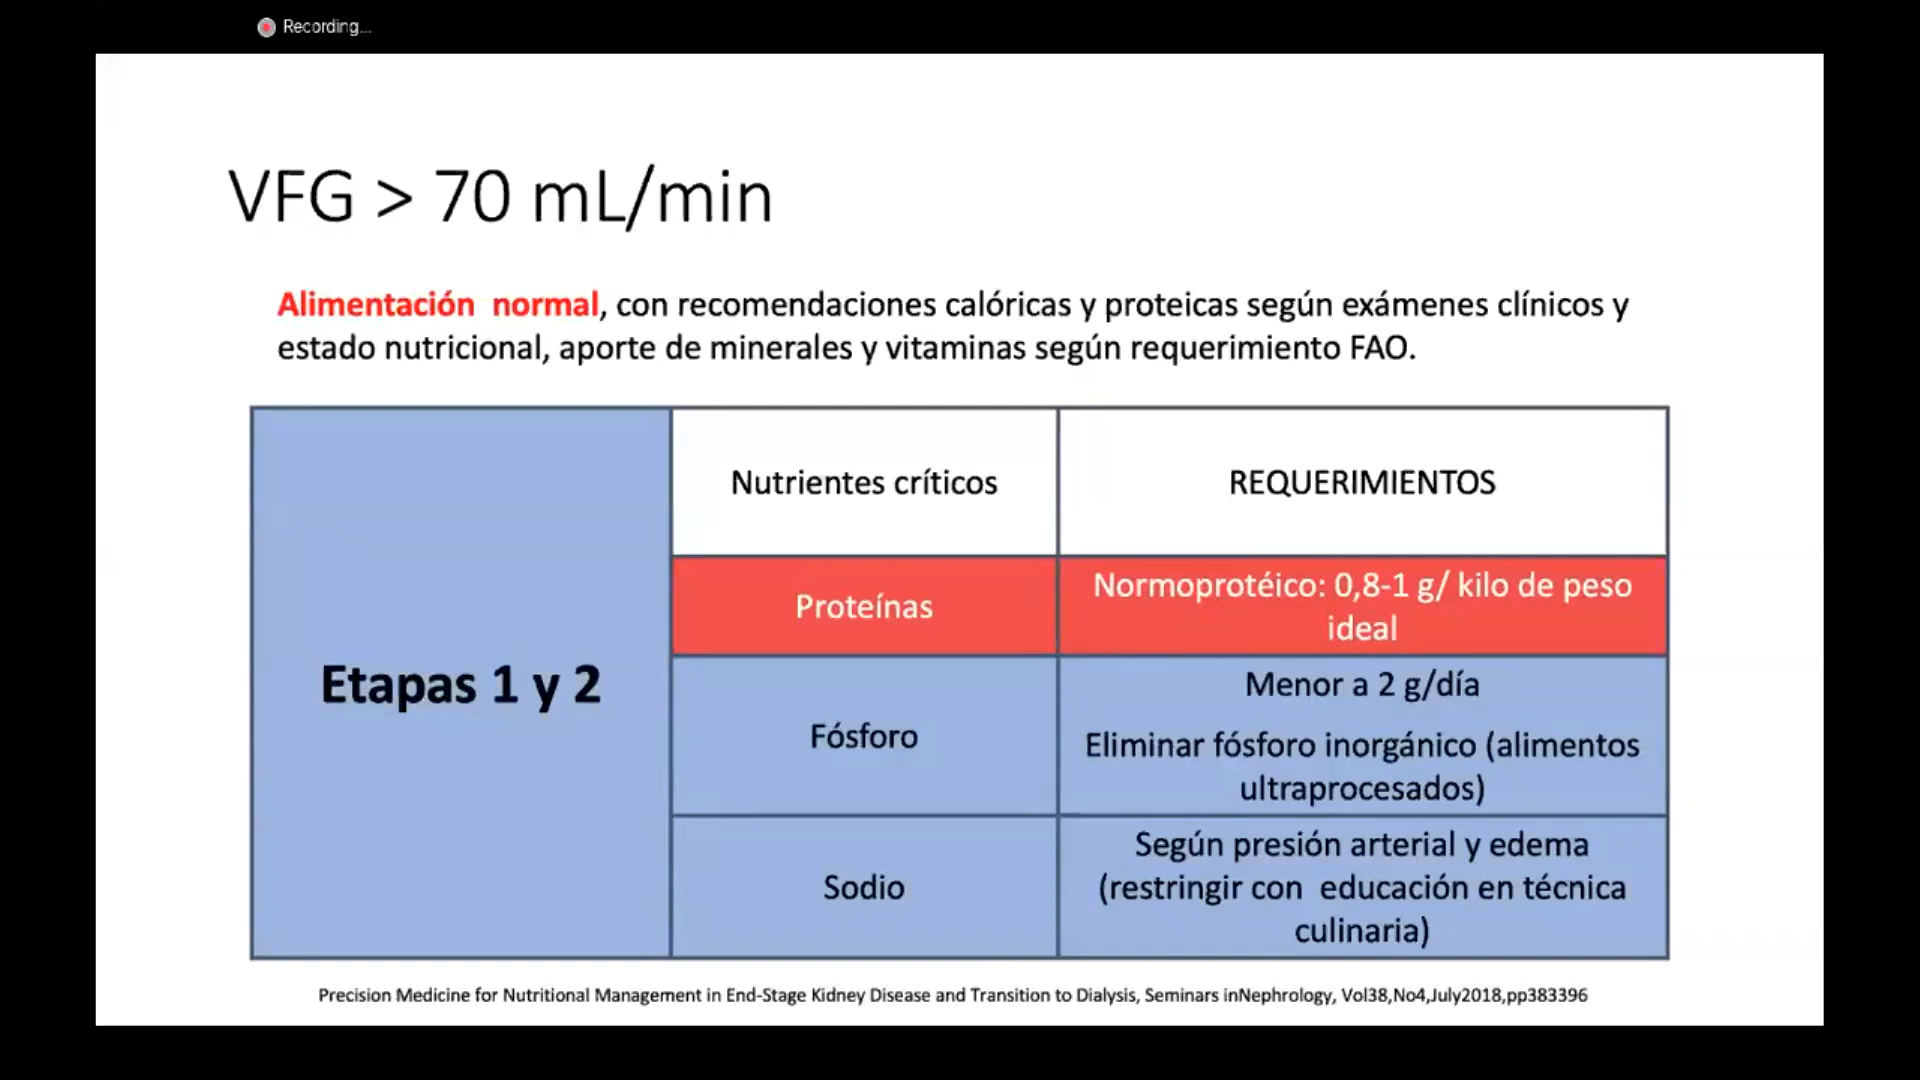 Recording...
VFG > 70 mL/min
Alimentación normal, con recomendaciones calóricas y proteicas según exámenes clínicos y
estado nutricional, aporte de minerales y vitaminas según requerimiento FAO.
Nutrientes críticos
REQUERIMIENTOS
Etapas 1 y 2
Proteínas
Normoprotéico: 0,8-1 g/ kilo de peso
ideal
Fósforo
Menor a 2 g/día
Eliminar fósforo inorgánico (alimentos
ultraprocesados)
Sodio
Según presión arterial y edema
(restringir con educación en técnica
culinaria)
Precision Medicine for Nutritional Management in End-Stage Kidney Disease and Transition to Dialysis, Seminars inNephrology, Vol38,No4,July2018,pp383396